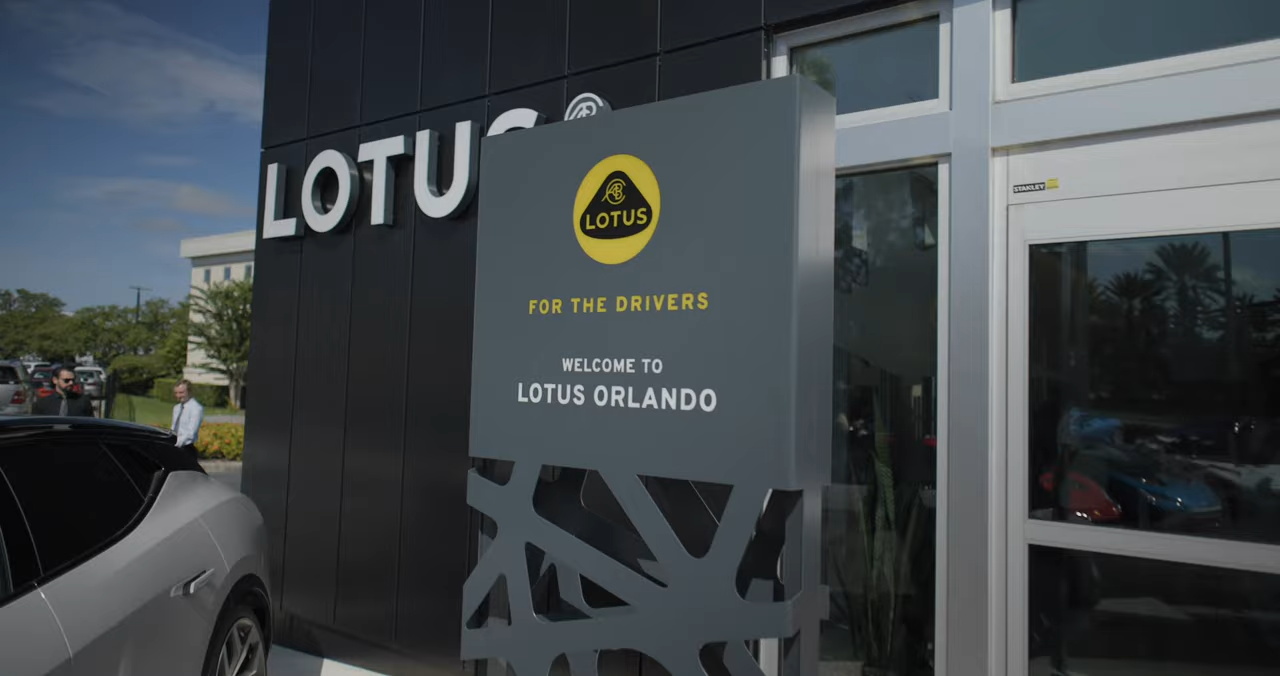 LOTUS
LOTUS
FOR THE DRIVERS
WELCOME TO
LOTUS ORLANDO
STANLEY